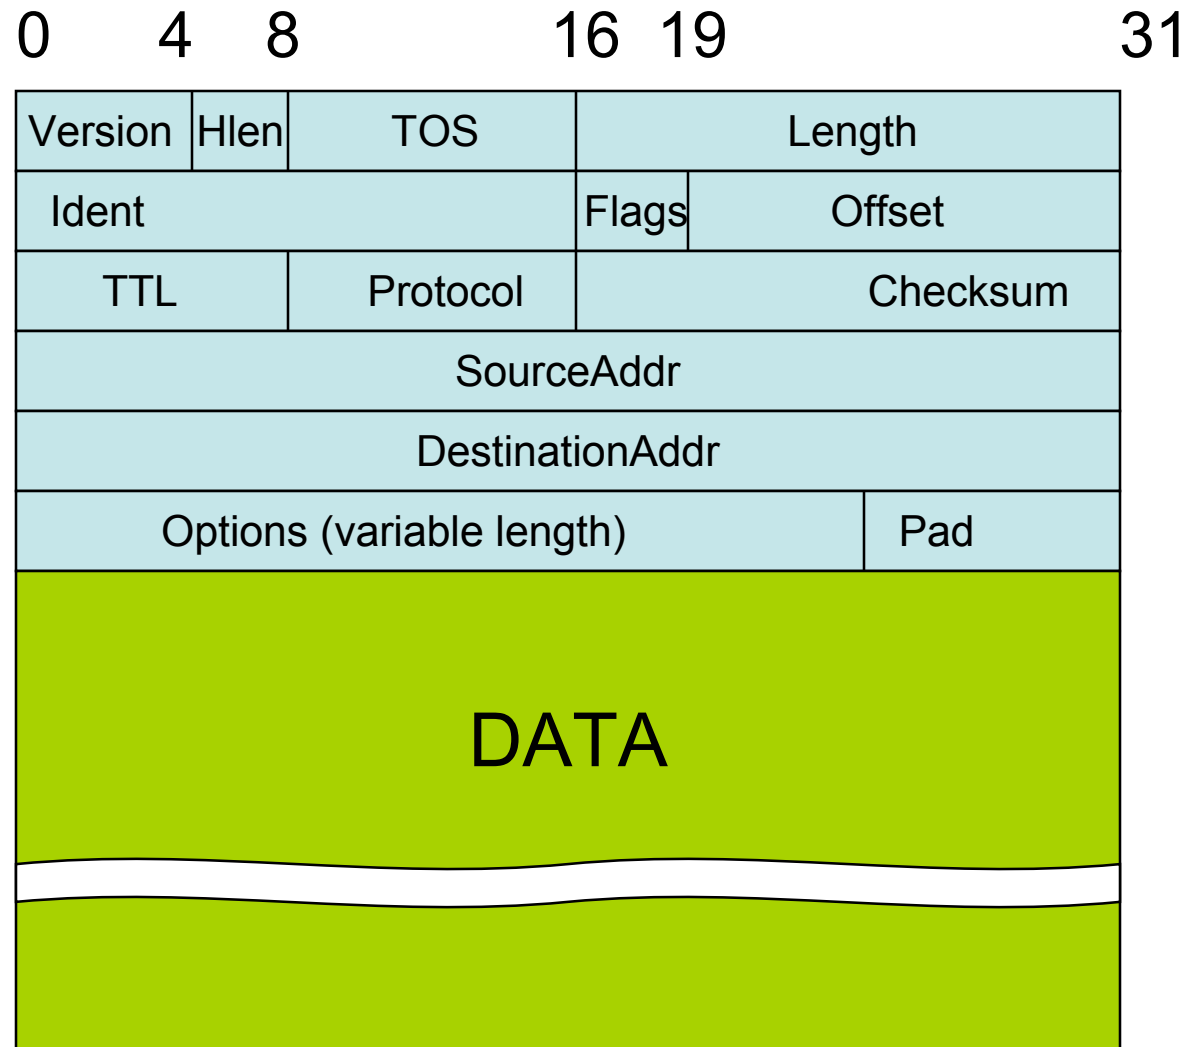 0 4 8 16 19 31
Version Hlen TOS Length
Ident Flags Offset
TTL Protocol Checksum
SourceAddr
DestinationAddr
Options (variable length) Pad
DATA